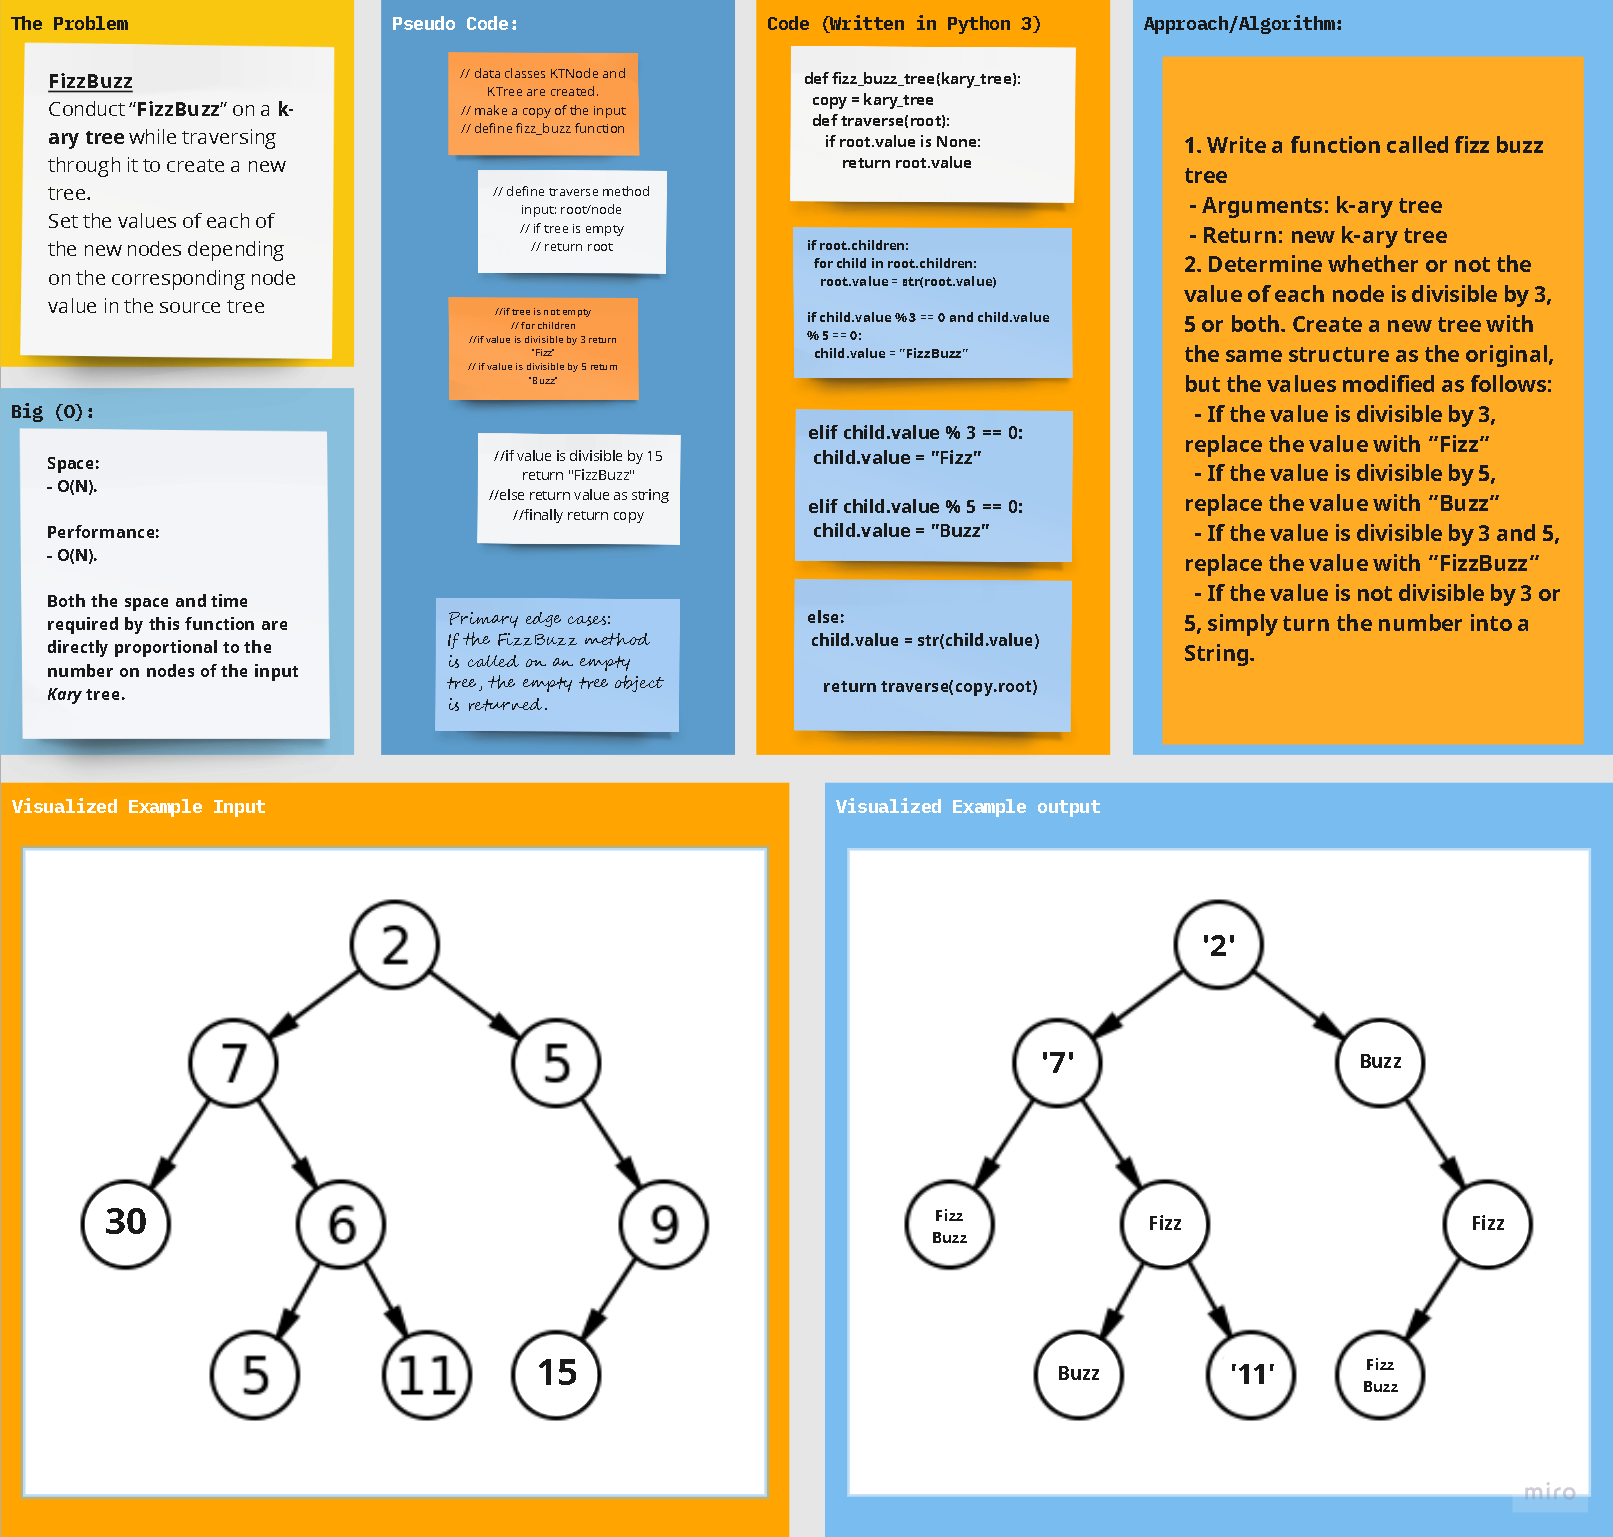 The Problem
FizzBuzz
Conduct “FizzBuzz” on a k-
ary tree while traversing
through it to create a new
tree.
Set the values of each of
the new nodes depending
on the corresponding node
value in the source tree
Big (O):
Space:
- O(N).
Performance:
- O(N).
Both the space and time
required by this function are
directly proportional to the
number on nodes of the input
Kary tree.
Pseudo Code:
// data classes KTNode and
KTree are created.
// make a copy of the input
// define fizz_buzz function
// define traverse method
input: root/node
// if tree is empty
// return root
//if tree is not empty
// for children
//if value is divisible by 3 return
"Fizz"
// if value is divisible by 5 return
"Buzz"
//if value is divisible by 15
return "FizzBuzz"
//else return value as string
//finally return copy
Primary edge cases:
If the FizzBuzz method
is called on an empty
tree, the empty tree object
is returned.
Code (Written in Python 3)
def fizz_buzz_tree(kary_tree):
copy = kary_tree
def traverse(root):
if root.value is None:
return root.value
if root.children:
for child in root.children:
root.value = str(root.value)
if child.value %3 == 0 and child.value
% 5 == 0:
child.value = "FizzBuzz"
elif child.value % 3 == 0:
child.value = "Fizz"
elif child.value % 5 == 0:
child.value = "Buzz"
else:
child.value = str(child.value)
return traverse(copy.root)
Approach/Algorithm:
1. Write a function called fizz buzz
tree
- Arguments: k-ary tree
- Return: new k-ary tree
2. Determine whether or not the
value of each node is divisible by 3,
5 or both. Create a new tree with
the same structure as the original,
but the values modified as follows:
- If the value is divisible by 3,
replace the value with “Fizz”
- If the value is divisible by 5,
replace the value with “Buzz”
- If the value is divisible by 3 and 5,
replace the value with “FizzBuzz”
- If the value is not divisible by 3 or
5, simply turn the number into a
String.
Visualized Example Input
2
7
5
30
6
9
5
11
15
Visualized Example output
'2'
'7'
Buzz
Fizz
Buzz
Fizz
Fizz
Buzz
'11'
Fizz
Buzz
miro